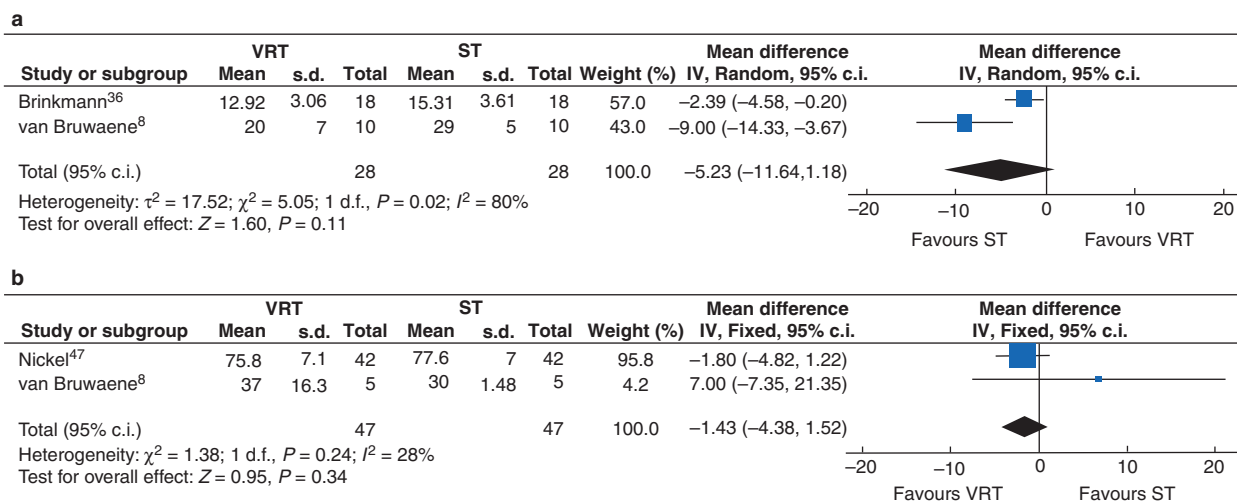 a
VRT ST Mean difference Mean difference
Study or subgroup Mean s.d. Total Mean s.d. Total Weight (%) IV, Random, 95% c.i. IV, Random, 95% c.i.
Brinkmann36 12.92 3.06 18 15.31 3.61 18 57.0 −2.39 (−4.58, −0.20)
van Bruwaene8 20 7 10 29 5 10 43.0 −9.00 (−14.33, −3.67)
Total (95% c.i.) 28 28 100.0 −5.23 (−11.64,1.18)
Heterogeneity: τ2 = 17.52; χ2 = 5.05; 1 d.f., P = 0.02; I2 = 80%
Test for overall effect: Z = 1.60, P = 0.11
−20 −10 0 10 20
Favours ST Favours VRT
b
VRT ST Mean difference Mean difference
Study or subgroup Mean s.d. Total Mean s.d. Total Weight (%) IV, Fixed, 95% c.i. IV, Fixed, 95% c.i.
Nickel47 75.8 7.1 42 77.6 7 42 95.8 −1.80 (−4.82, 1.22)
van Bruwaene8 37 16.3 5 30 1.48 5 4.2 7.00 (−7.35, 21.35)
Total (95% c.i.) 47 47 100.0 −1.43 (−4.38, 1.52)
Heterogeneity: χ2 = 1.38; 1 d.f., P = 0.24; I2 = 28%
Test for overall effect: Z = 0.95, P = 0.34
−20 −10 0 10 20
Favours VRT Favours ST